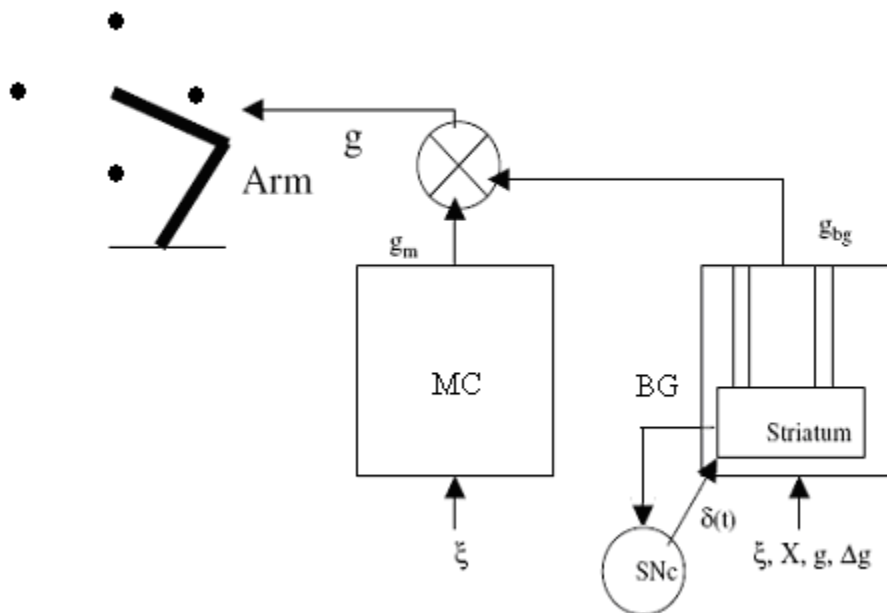 g
Arm
g_m
g_bg
MC
BG
Striatum
δ(t)
ξ
SNc
ξ, X, g, Δg